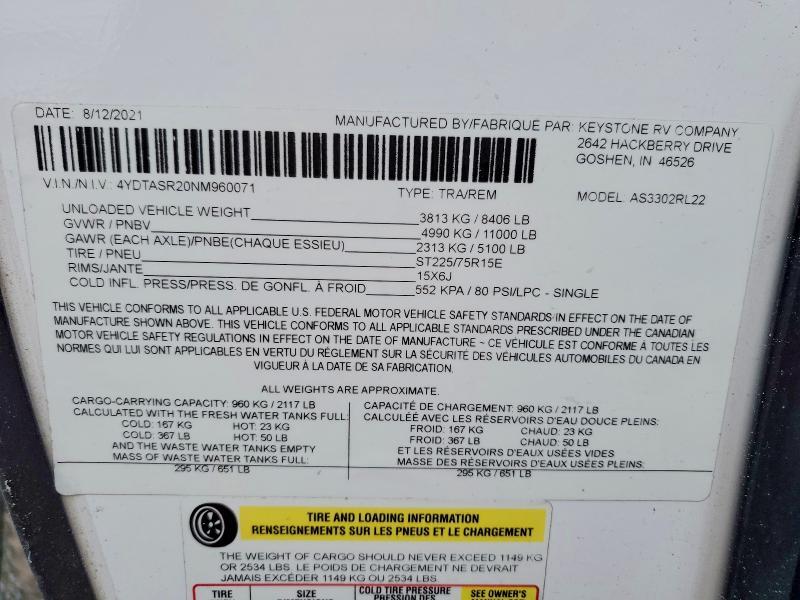 DATE: 8/12/2021
MANUFACTURED BY/FABRIQUE PAR: KEYSTONE RV COMPANY
2642 HACKBERRY DRIVE
GOSHEN, IN 46526
V.I.N./N.I.V.: 4YDTASR20NM960071
TYPE: TRA/REM
MODEL: AS3302RL22
UNLOADED VEHICLE WEIGHT 3813 KG / 8406 LB
GVWR / PNBV 4990 KG / 11000 LB
GAWR (EACH AXLE)/PNBE(CHAQUE ESSIEU) 2313 KG / 5100 LB
TIRE / PNEU ST225/75R15E
RIMS/JANTE 15X6J
COLD INFL. PRESS/PRESS. DE GONFL. À FROID 552 KPA / 80 PSI/LPC - SINGLE
THIS VEHICLE CONFORMS TO ALL APPLICABLE U.S. FEDERAL MOTOR VEHICLE SAFETY STANDARDS IN EFFECT ON THE DATE OF
MANUFACTURE SHOWN ABOVE. THIS VEHICLE CONFORMS TO ALL APPLICABLE STANDARDS PRESCRIBED UNDER THE CANADIAN
MOTOR VEHICLE SAFETY REGULATIONS IN EFFECT ON THE DATE OF MANUFACTURE ~ CE VÉHICULE EST CONFORME À TOUTES LES
NORMES QUI LUI SONT APPLICABLES EN VERTU DU RÉGLEMENT SUR LA SÉCURITÉ DES VÉHICULES AUTOMOBILES DU CANADA EN
VIGUEUR À LA DATE DE SA FABRICATION.
ALL WEIGHTS ARE APPROXIMATE.
CARGO-CARRYING CAPACITY: 960 KG / 2117 LB
CALCULATED WITH THE FRESH WATER TANKS FULL:
COLD: 167 KG HOT: 23 KG
COLD: 367 LB HOT: 50 LB
AND THE WASTE WATER TANKS EMPTY
MASS OF WASTE WATER TANKS FULL:
295 KG / 651 LB
CAPACITÉ DE CHARGEMENT: 960 KG / 2117 LB
CALCULÉE AVEC LES RÉSERVOIRS D'EAU DOUCE PLEINS:
FROID: 167 KG CHAUD: 23 KG
FROID: 367 LB CHAUD: 50 LB
ET LES RÉSERVOIRS D'EAUX USÉES VIDES
MASSE DES RÉSERVOIRS D'EAUX USÉES PLEINS:
295 KG / 651 LB
TIRE AND LOADING INFORMATION
RENSEIGNEMENTS SUR LES PNEUS ET LE CHARGEMENT
THE WEIGHT OF CARGO SHOULD NEVER EXCEED 1149 KG
OR 2534 LBS. LE POIDS DE CHARGEMENT NE DEVRAIT
JAMAIS EXCÉDER 1149 KG OU 2534 LBS.
TIRE SIZE COLD TIRE PRESSURE SEE OWNER'S
PRESSION DES